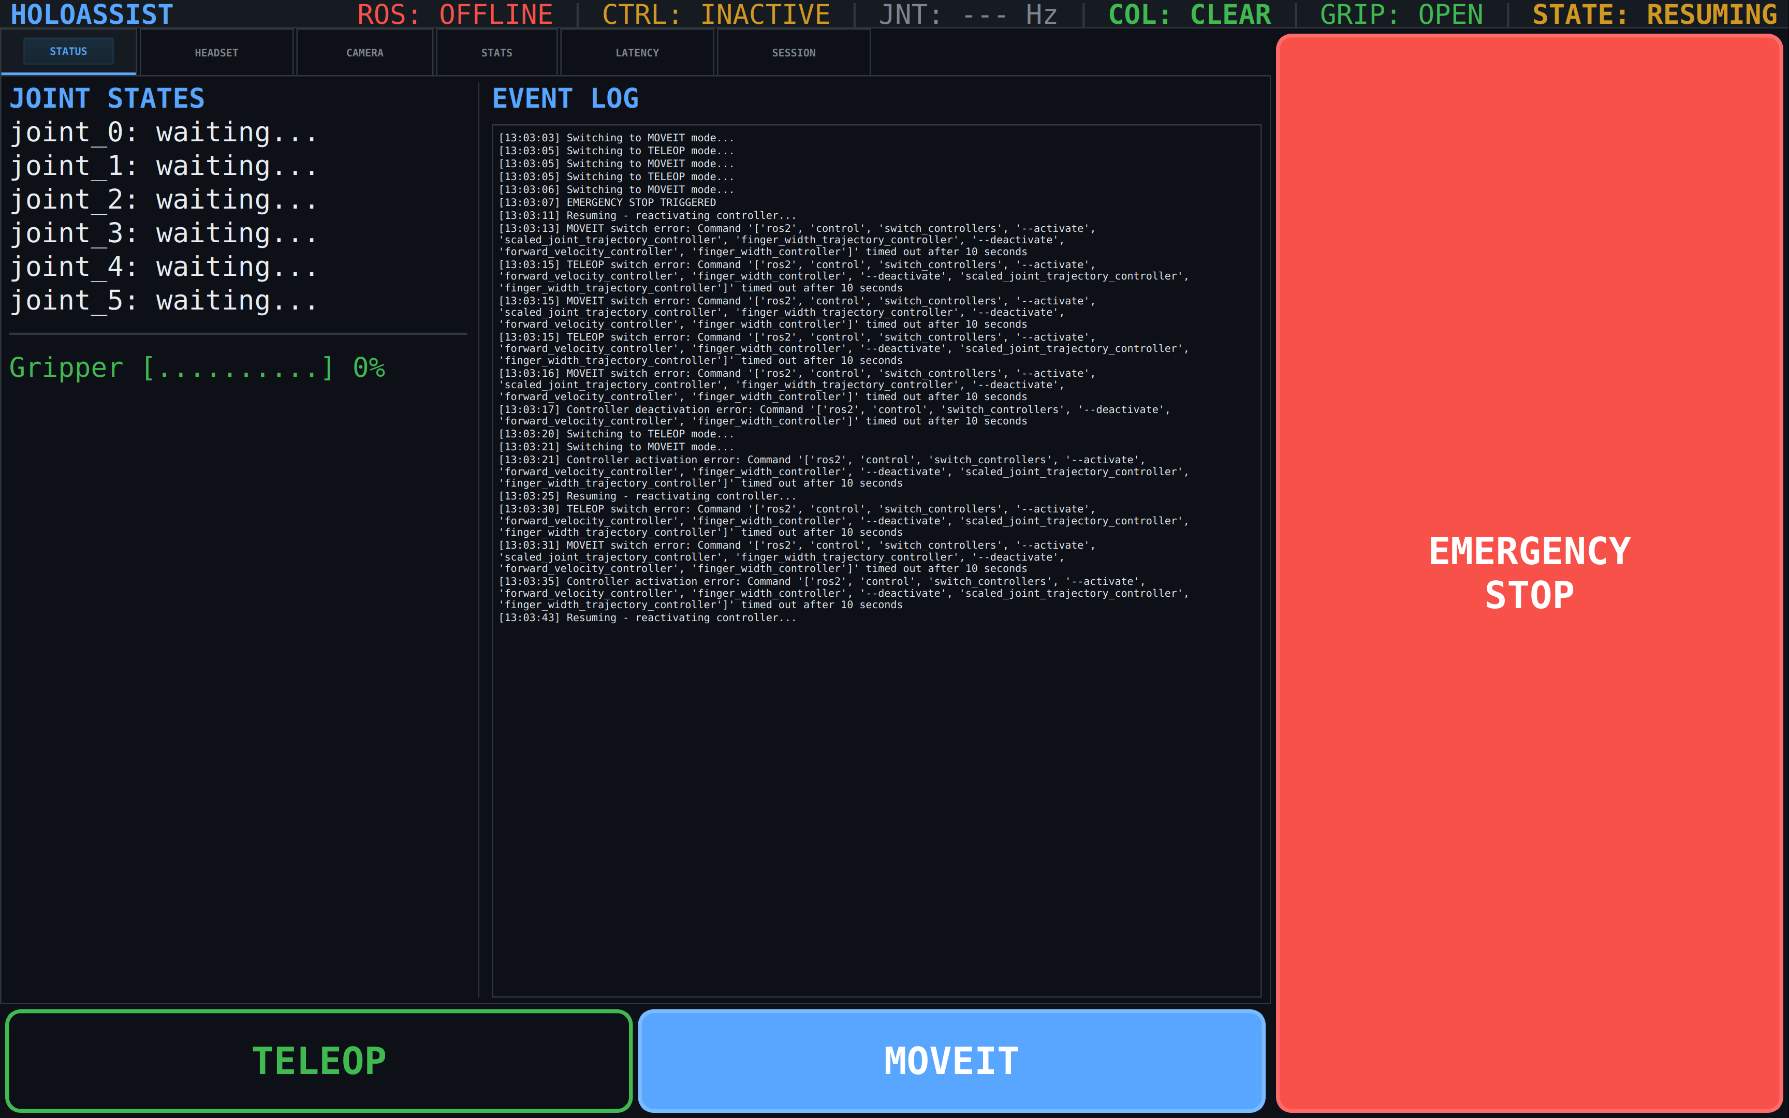 HOLOASSIST
ROS: OFFLINE | CTRL: INACTIVE | JNT: --- Hz | COL: CLEAR | GRIP: OPEN | STATE: RESUMING
STATUS
HEADSET
CAMERA
STATS
LATENCY
SESSION
JOINT STATES
joint_0: waiting...
joint_1: waiting...
joint_2: waiting...
joint_3: waiting...
joint_4: waiting...
joint_5: waiting...
Gripper [..........] 0%
EVENT LOG
[13:03:03] Switching to MOVEIT mode...
[13:03:05] Switching to TELEOP mode...
[13:03:05] Switching to MOVEIT mode...
[13:03:05] Switching to TELEOP mode...
[13:03:06] Switching to MOVEIT mode...
[13:03:07] EMERGENCY STOP TRIGGERED
[13:03:11] Resuming - reactivating controller...
[13:03:13] MOVEIT switch error: Command '['ros2', 'control', 'switch_controllers', '--activate',
'scaled_joint_trajectory_controller', 'finger_width_trajectory_controller', '--deactivate',
'forward_velocity_controller', 'finger_width_controller']' timed out after 10 seconds
[13:03:15] TELEOP switch error: Command '['ros2', 'control', 'switch_controllers', '--activate',
'forward_velocity_controller', 'finger_width_controller', '--deactivate', 'scaled_joint_trajectory_controller',
'finger_width_trajectory_controller']' timed out after 10 seconds
[13:03:15] MOVEIT switch error: Command '['ros2', 'control', 'switch_controllers', '--activate',
'scaled_joint_trajectory_controller', 'finger_width_trajectory_controller', '--deactivate',
'forward_velocity_controller', 'finger_width_controller']' timed out after 10 seconds
[13:03:15] TELEOP switch error: Command '['ros2', 'control', 'switch_controllers', '--activate',
'forward_velocity_controller', 'finger_width_controller', '--deactivate', 'scaled_joint_trajectory_controller',
'finger_width_trajectory_controller']' timed out after 10 seconds
[13:03:16] MOVEIT switch error: Command '['ros2', 'control', 'switch_controllers', '--activate',
'scaled_joint_trajectory_controller', 'finger_width_trajectory_controller', '--deactivate',
'forward_velocity_controller', 'finger_width_controller']' timed out after 10 seconds
[13:03:17] Controller deactivation error: Command '['ros2', 'control', 'switch_controllers', '--deactivate',
'forward_velocity_controller', 'finger_width_controller']' timed out after 10 seconds
[13:03:20] Switching to TELEOP mode...
[13:03:21] Switching to MOVEIT mode...
[13:03:21] Controller activation error: Command '['ros2', 'control', 'switch_controllers', '--activate',
'forward_velocity_controller', 'finger_width_controller', '--deactivate', 'scaled_joint_trajectory_controller',
'finger_width_trajectory_controller']' timed out after 10 seconds
[13:03:25] Resuming - reactivating controller...
[13:03:30] TELEOP switch error: Command '['ros2', 'control', 'switch_controllers', '--activate',
'forward_velocity_controller', 'finger_width_controller', '--deactivate', 'scaled_joint_trajectory_controller',
'finger_width_trajectory_controller']' timed out after 10 seconds
[13:03:31] MOVEIT switch error: Command '['ros2', 'control', 'switch_controllers', '--activate',
'scaled_joint_trajectory_controller', 'finger_width_trajectory_controller', '--deactivate',
'forward_velocity_controller', 'finger_width_controller']' timed out after 10 seconds
[13:03:35] Controller activation error: Command '['ros2', 'control', 'switch_controllers', '--activate',
'forward_velocity_controller', 'finger_width_controller', '--deactivate', 'scaled_joint_trajectory_controller',
'finger_width_trajectory_controller']' timed out after 10 seconds
[13:03:43] Resuming - reactivating controller...
EMERGENCY
STOP
TELEOP
MOVEIT